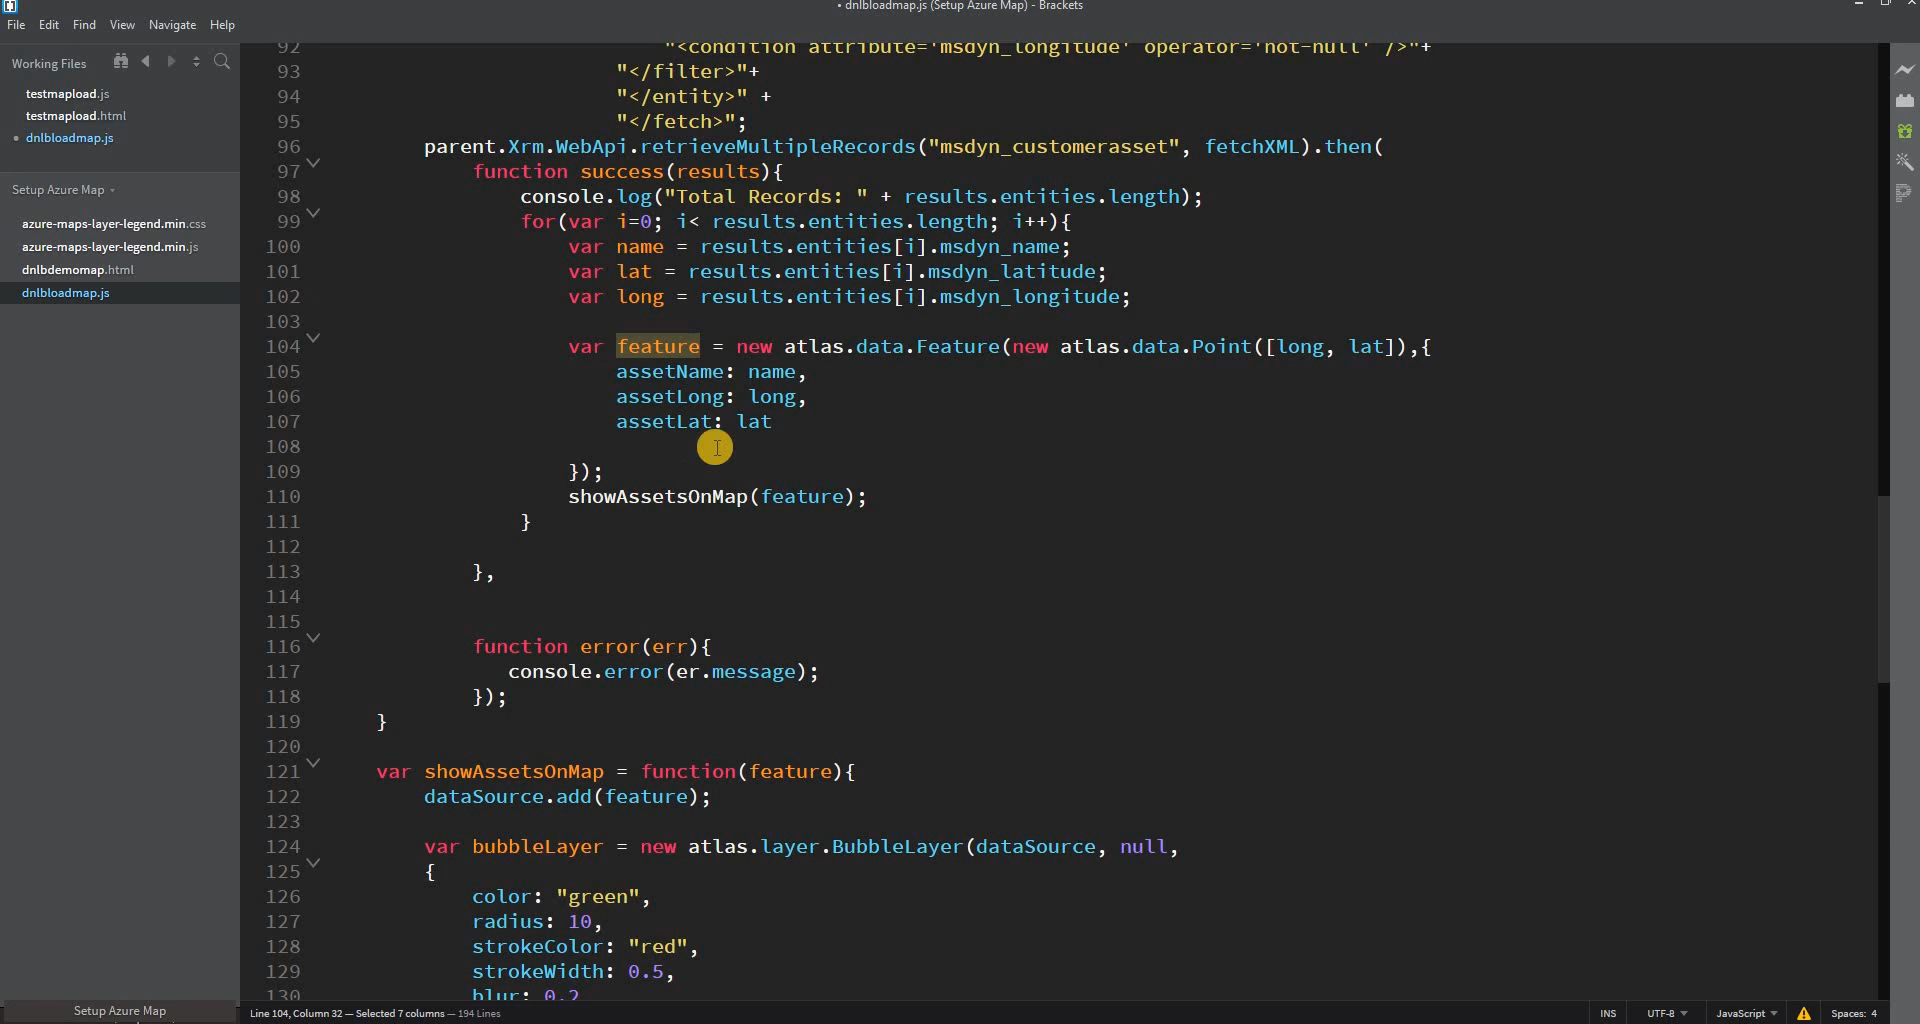 • dnlbloadmap.js (Setup Azure Map) - Brackets
File Edit Find View Navigate Help
Working Files
testmapload.js
testmapload.html
• dnlbloadmap.js
Setup Azure Map
azure-maps-layer-legend.min.css
azure-maps-layer-legend.min.js
dnlbdemomap.html
dnlbloadmap.js
92 "<condition attribute='msdyn_longitude' operator='not-null' />"+
93 "</filter>"+
94 "</entity>" +
95 "</fetch>";
96 parent.Xrm.WebApi.retrieveMultipleRecords("msdyn_customerasset", fetchXML).then(
97 function success(results){
98 console.log("Total Records: " + results.entities.length);
99 for(var i=0; i< results.entities.length; i++){
100 var name = results.entities[i].msdyn_name;
101 var lat = results.entities[i].msdyn_latitude;
102 var long = results.entities[i].msdyn_longitude;
103
104 var feature = new atlas.data.Feature(new atlas.data.Point([long, lat]),{
105 assetName: name,
106 assetLong: long,
107 assetLat: lat
108
109 });
110 showAssetsOnMap(feature);
111 }
112
113 },
114
115
116 function error(err){
117 console.error(er.message);
118 });
119 }
120
121 var showAssetsOnMap = function(feature){
122 dataSource.add(feature);
123
124 var bubbleLayer = new atlas.layer.BubbleLayer(dataSource, null,
125 {
126 color: "green",
127 radius: 10,
128 strokeColor: "red",
129 strokeWidth: 0.5,
130 blur: 0.2
Setup Azure Map
Line 104, Column 32 — Selected 7 columns — 194 Lines
INS UTF-8 JavaScript Spaces: 4